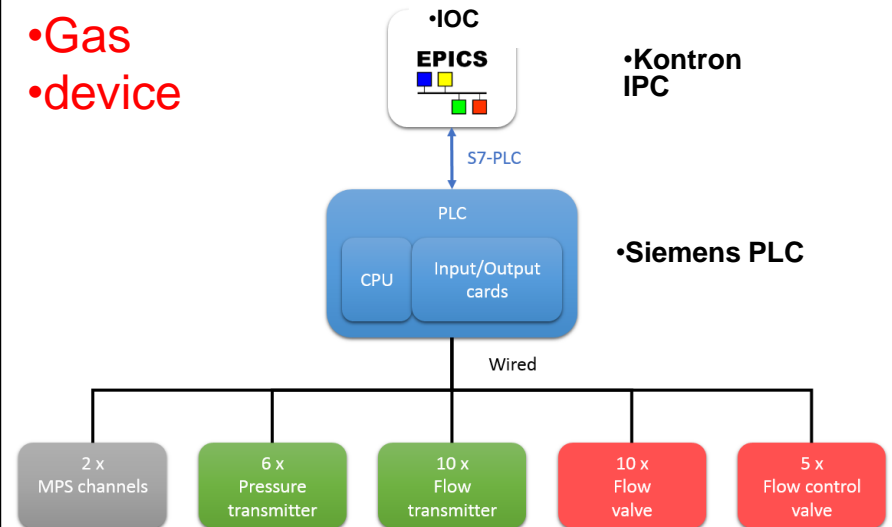 •Gas
•device
•IOC
EPICS
•Kontron
IPC
S7-PLC
PLC
CPU
Input/Output
cards
•Siemens PLC
Wired
2 x
MPS channels
6 x
Pressure
transmitter
10 x
Flow
transmitter
10 x
Flow
valve
5 x
Flow control
valve